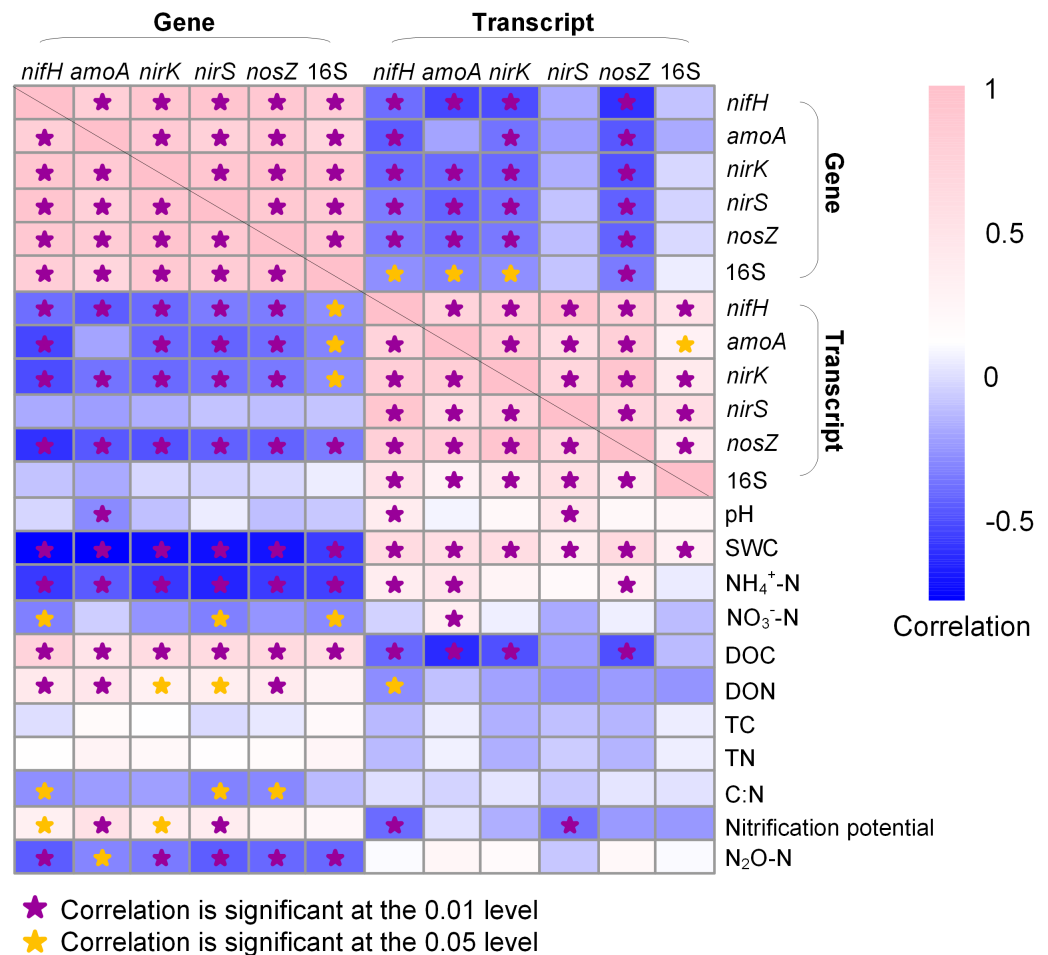 Gene Transcript
nifH amoA nirK nirS nosZ 16S nifH amoA nirK nirS nosZ 16S
nifH
amoA
nirK
nirS
nosZ
16S
Gene
nifH
amoA
nirK
nirS
nosZ
16S
Transcript
pH
SWC
NH₄⁺-N
NO₃⁻-N
DOC
DON
TC
TN
C:N
Nitrification potential
N₂O-N
1
0.5
0
-0.5
Correlation
Correlation is significant at the 0.01 level
Correlation is significant at the 0.05 level